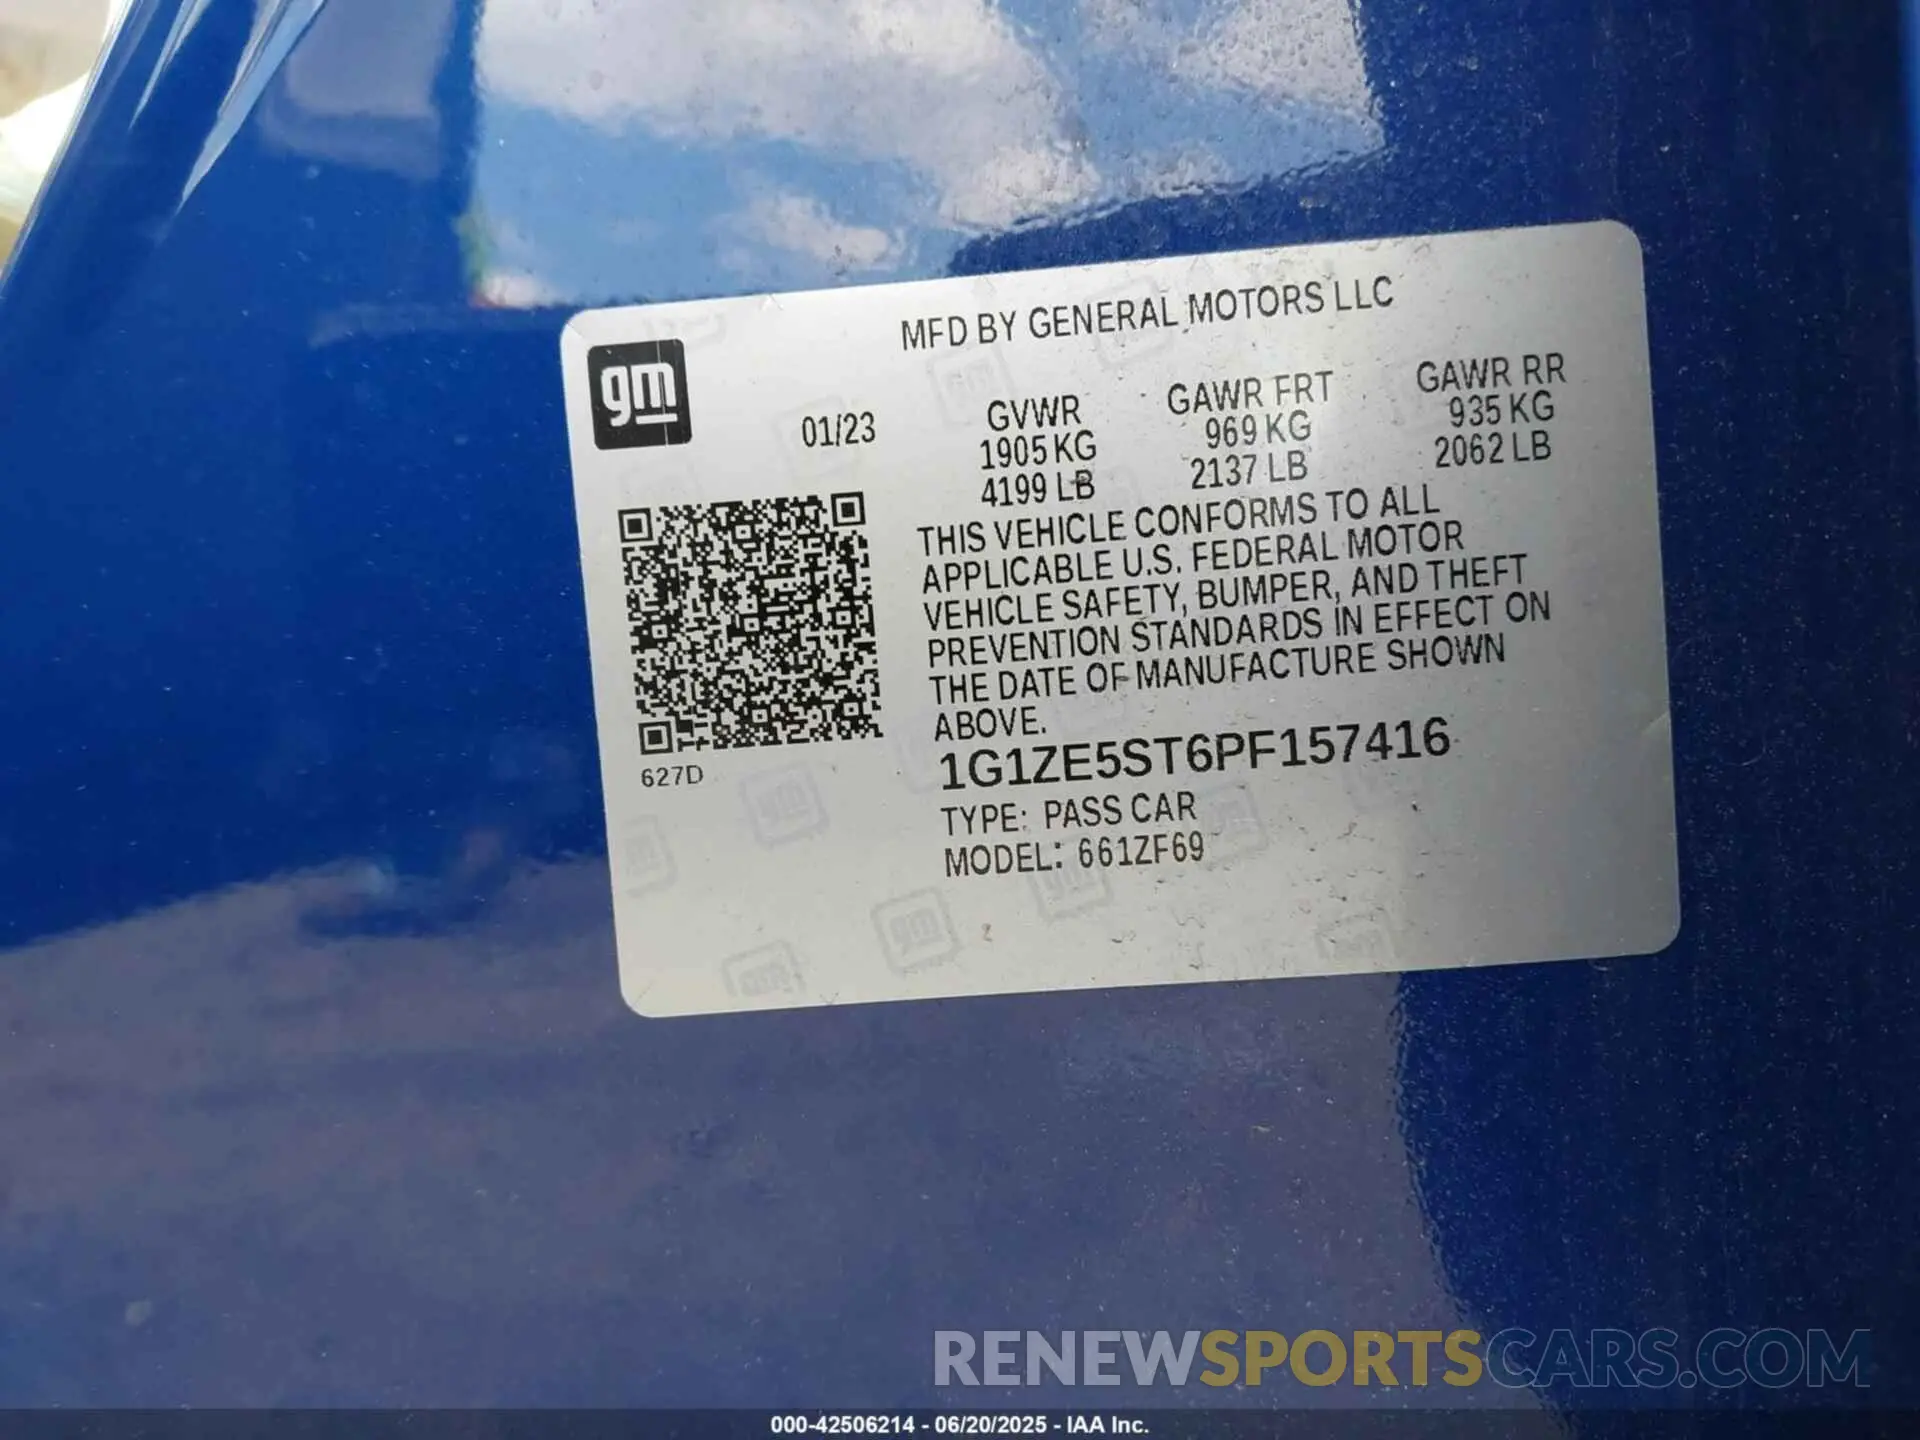 MFD BY GENERAL MOTORS LLC
gm
01/23
GVWR
1905 KG
4199 LB
GAWR FRT
969 KG
2137 LB
GAWR RR
935 KG
2062 LB
THIS VEHICLE CONFORMS TO ALL
APPLICABLE U.S. FEDERAL MOTOR
VEHICLE SAFETY, BUMPER, AND THEFT
PREVENTION STANDARDS IN EFFECT ON
THE DATE OF MANUFACTURE SHOWN
ABOVE.
627D
1G1ZE5ST6PF157416
TYPE: PASS CAR
MODEL: 661ZF69
RENEWSPORTSCARS.COM
000-42506214 - 06/20/2025 - IAA Inc.